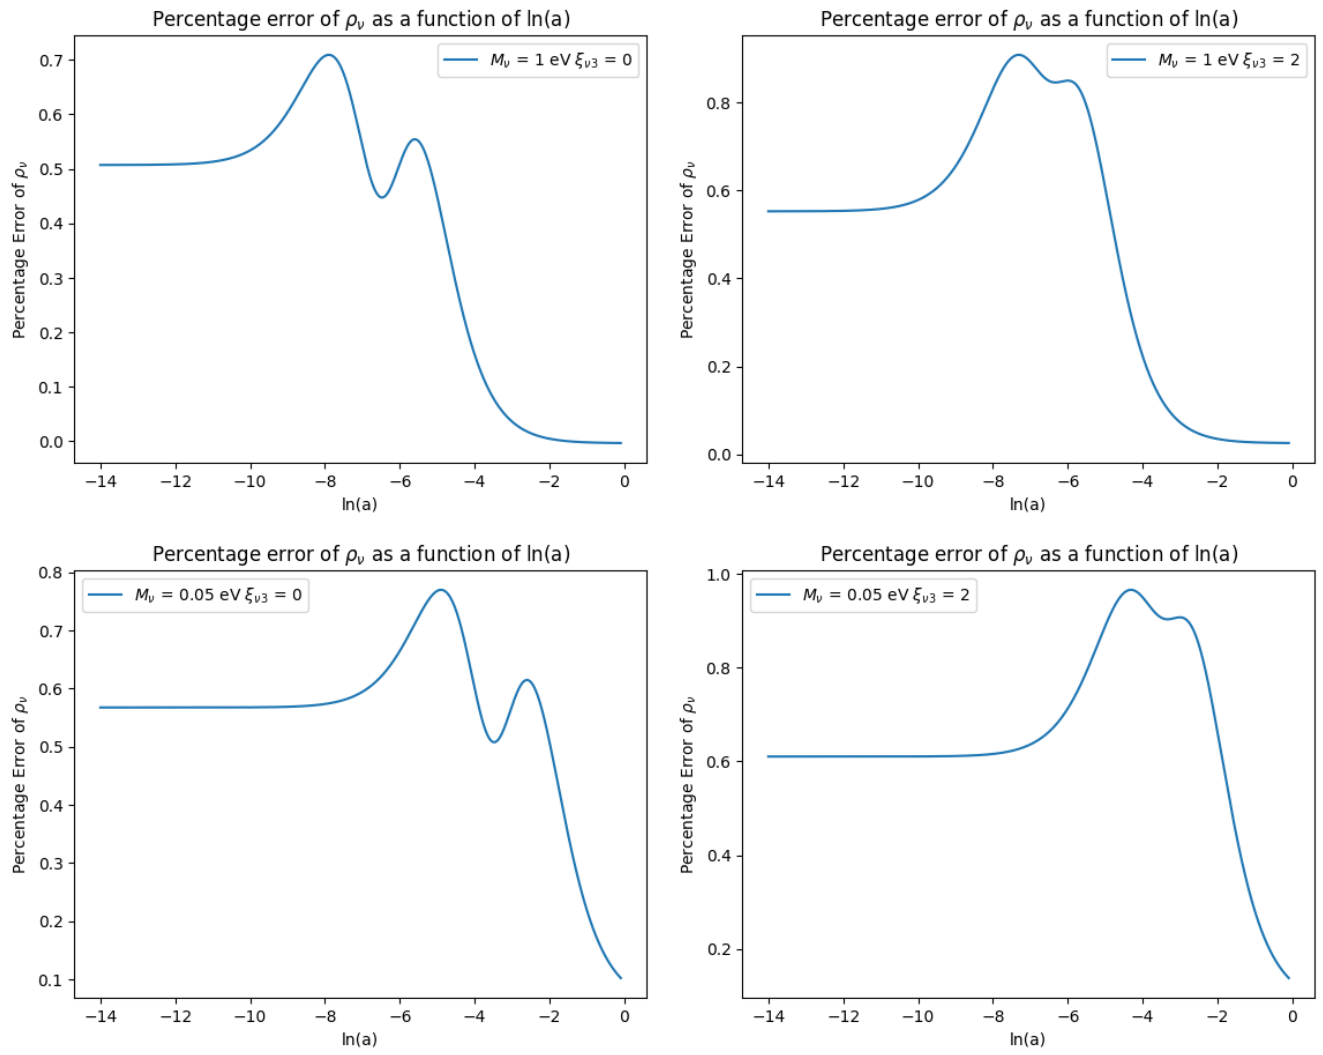 Percentage error of ρν as a function of ln(a)
Mν = 1 eV ξν3 = 0
Percentage Error of ρν
0.7
0.6
0.5
0.4
0.3
0.2
0.1
0.0
−14 −12 −10 −8 −6 −4 −2 0
ln(a)
Percentage error of ρν as a function of ln(a)
Mν = 1 eV ξν3 = 2
Percentage Error of ρν
0.8
0.6
0.4
0.2
0.0
−14 −12 −10 −8 −6 −4 −2 0
ln(a)
Percentage error of ρν as a function of ln(a)
Mν = 0.05 eV ξν3 = 0
Percentage Error of ρν
0.8
0.7
0.6
0.5
0.4
0.3
0.2
0.1
−14 −12 −10 −8 −6 −4 −2 0
ln(a)
Percentage error of ρν as a function of ln(a)
Mν = 0.05 eV ξν3 = 2
Percentage Error of ρν
1.0
0.8
0.6
0.4
0.2
−14 −12 −10 −8 −6 −4 −2 0
ln(a)